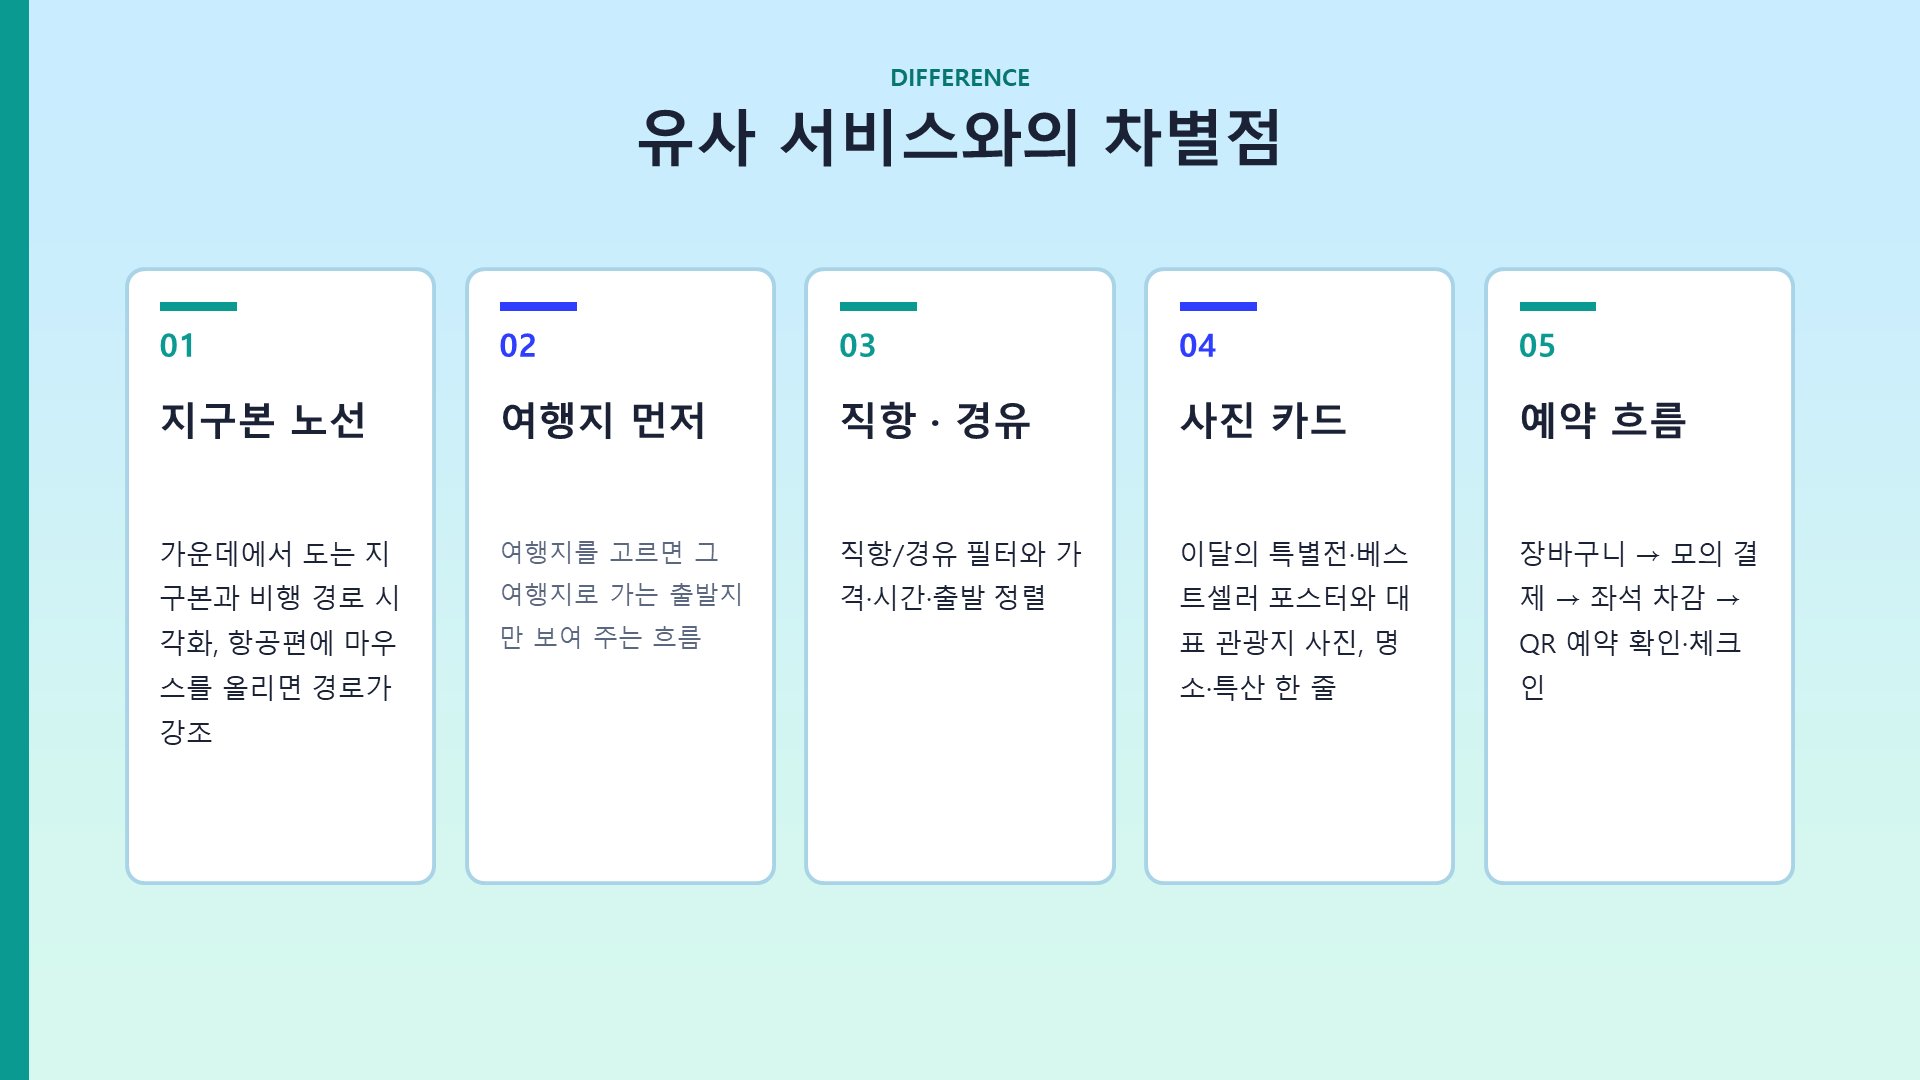 DIFFERENCE
유사 서비스와의 차별점
01
지구본 노선
가운데에서 도는 지
구본과 비행 경로 시
각화, 항공편에 마우
스를 올리면 경로가
강조
02
여행지 먼저
여행지를 고르면 그
여행지로 가는 출발지
만 보여 주는 흐름
03
직항 · 경유
직항/경유 필터와 가
격·시간·출발 정렬
04
사진 카드
이달의 특별전·베스
트셀러 포스터와 대
표 관광지 사진, 명
소·특산 한 줄
05
예약 흐름
장바구니 → 모의 결
제 → 좌석 차감 →
QR 예약 확인·체크
인